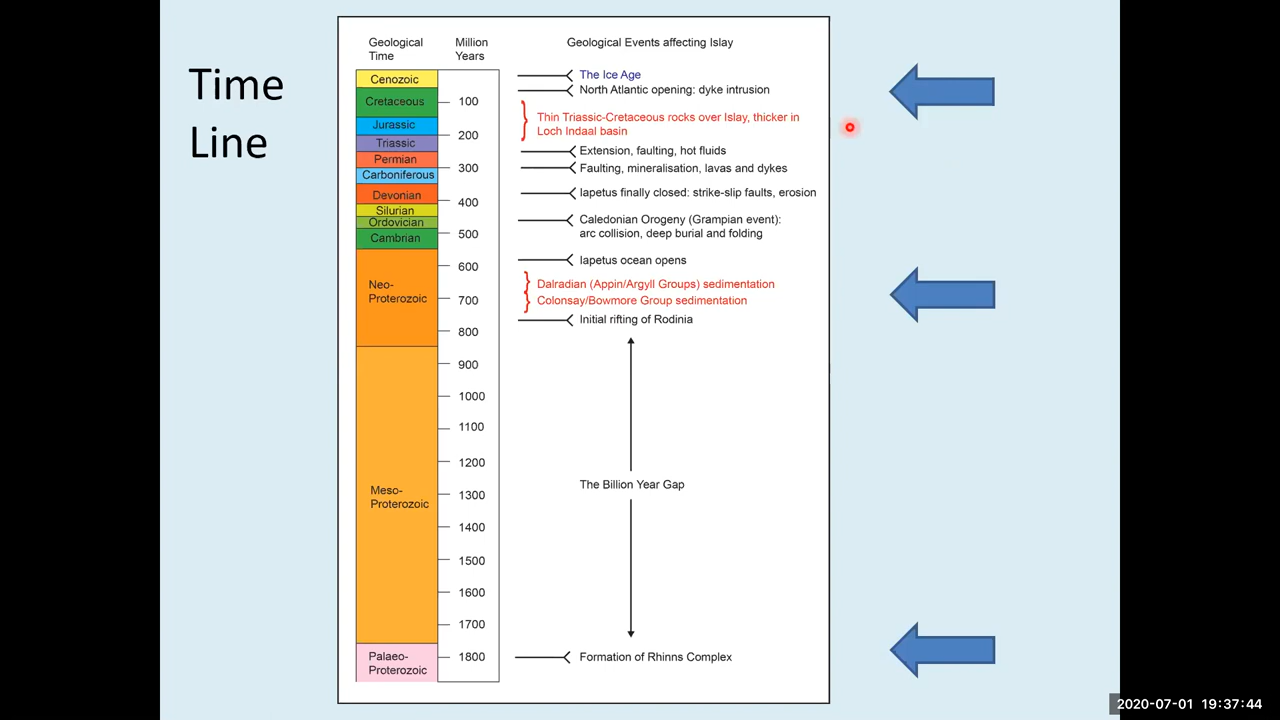 Time
Line
Geological
Time
Million
Years
Geological Events affecting Islay
Cenozoic
Cretaceous
Jurassic
Triassic
Permian
Carboniferous
Devonian
Silurian
Ordovician
Cambrian
Neo-
Proterozoic
Meso-
Proterozoic
Palaeo-
Proterozoic
100
200
300
400
500
600
700
800
900
1000
1100
1200
1300
1400
1500
1600
1700
1800
The Ice Age
North Atlantic opening: dyke intrusion
Thin Triassic-Cretaceous rocks over Islay, thicker in
Loch Indaal basin
Extension, faulting, hot fluids
Faulting, mineralisation, lavas and dykes
Iapetus finally closed: strike-slip faults, erosion
Caledonian Orogeny (Grampian event):
arc collision, deep burial and folding
Iapetus ocean opens
Dalradian (Appin/Argyll Groups) sedimentation
Colonsay/Bowmore Group sedimentation
Initial rifting of Rodinia
The Billion Year Gap
Formation of Rhinns Complex
2020-07-01 19:37:44